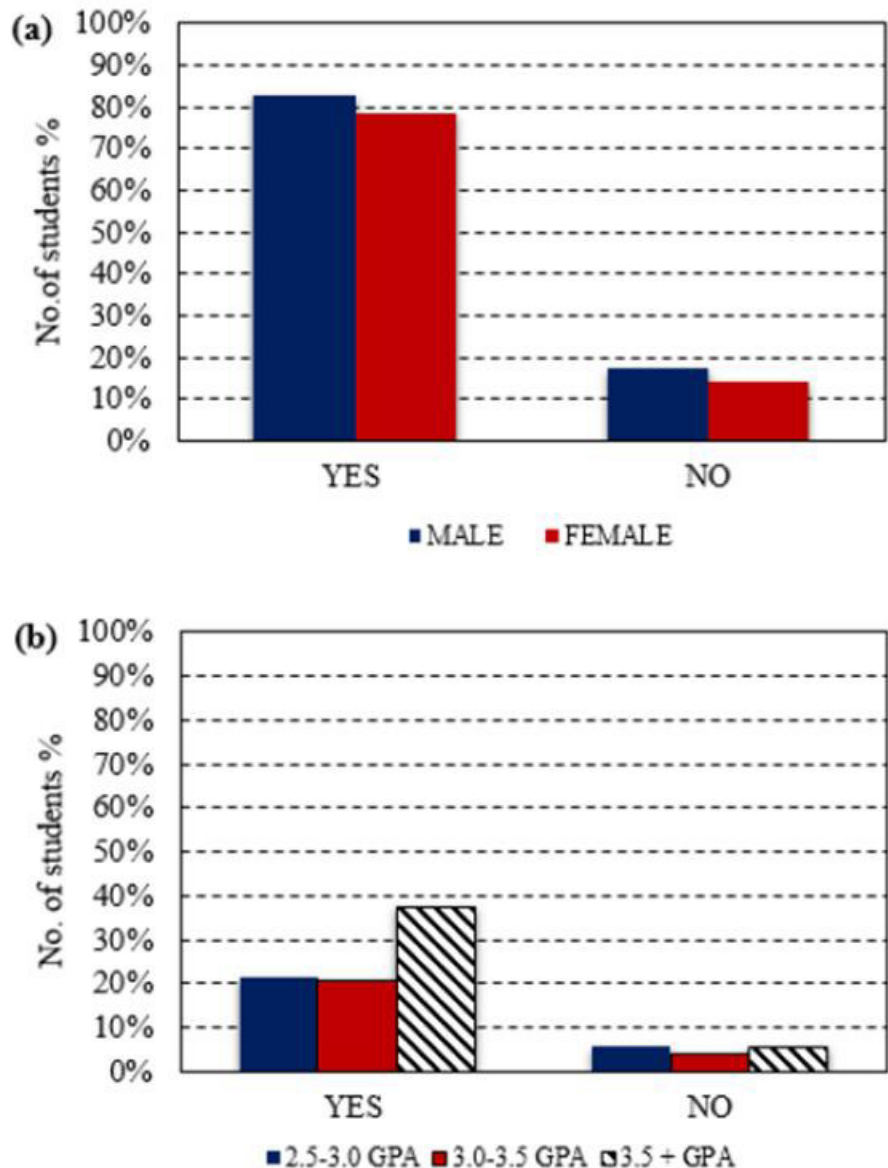 (a)
100%
90%
80%
70%
60%
50%
40%
30%
20%
10%
0%
No.of students %
YES NO
MALE FEMALE
(b)
100%
90%
80%
70%
60%
50%
40%
30%
20%
10%
0%
No. of students %
YES NO
2.5-3.0 GPA 3.0-3.5 GPA 3.5 + GPA